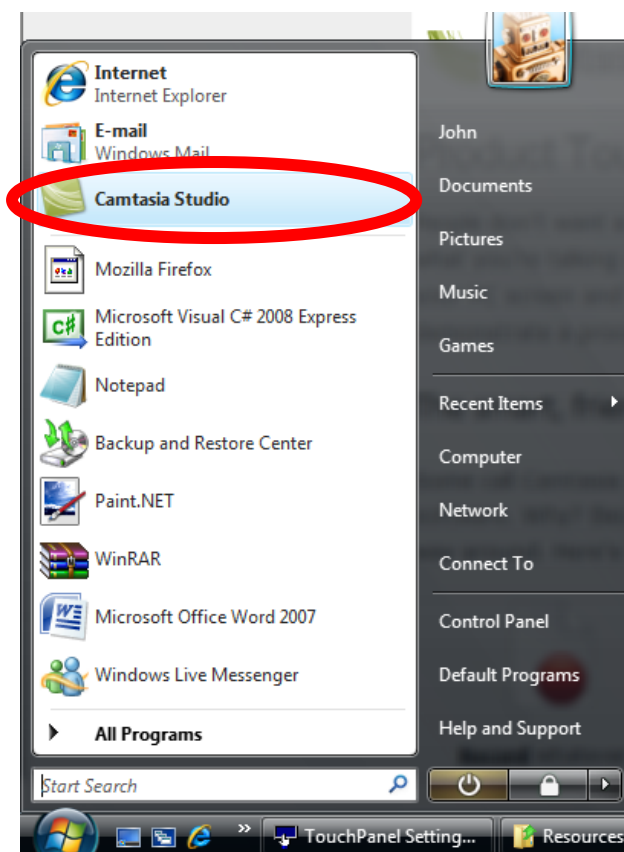 Internet
Internet Explorer
E-mail
Windows Mail
Camtasia Studio
Mozilla Firefox
Microsoft Visual C# 2008 Express
Edition
Notepad
Backup and Restore Center
Paint.NET
WinRAR
Microsoft Office Word 2007
Windows Live Messenger
All Programs
Start Search
John
Documents
Pictures
Music
Games
Recent Items
Computer
Network
Connect To
Control Panel
Default Programs
Help and Support
TouchPanel Setting...
Resources